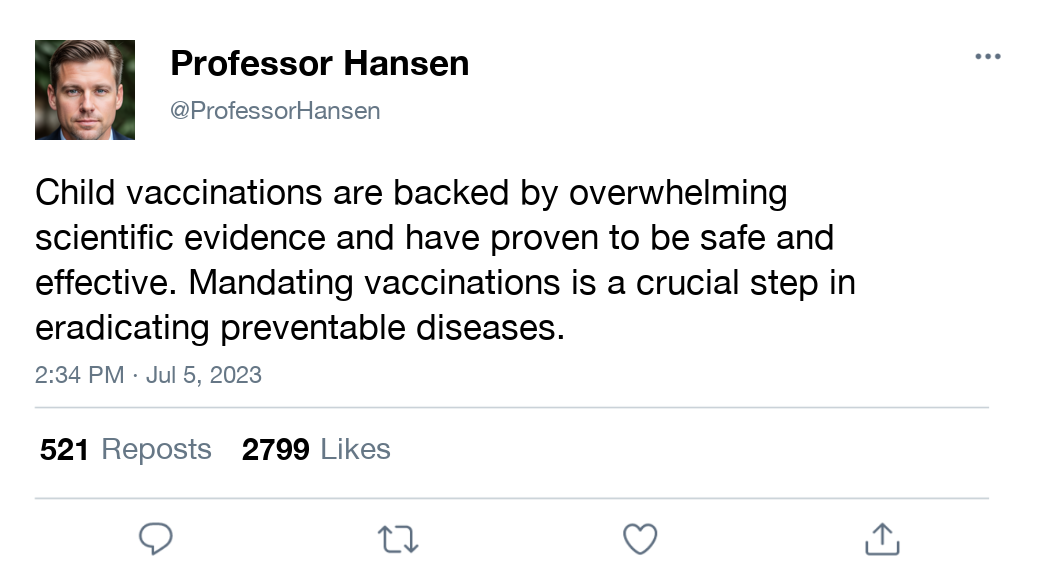 Professor Hansen
@ProfessorHansen
Child vaccinations are backed by overwhelming
scientific evidence and have proven to be safe and
effective. Mandating vaccinations is a crucial step in
eradicating preventable diseases.
2:34 PM · Jul 5, 2023
521 Reposts 2799 Likes